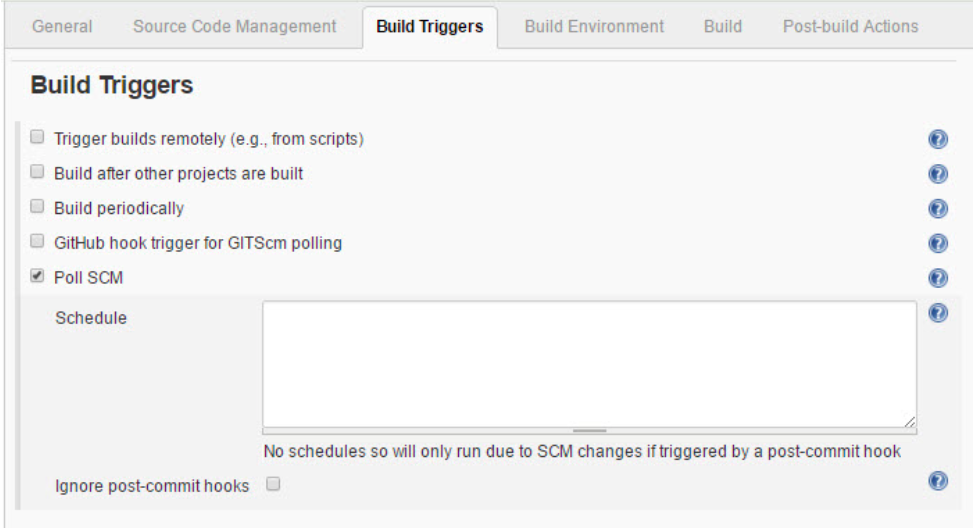 General Source Code Management Build Triggers Build Environment Build Post-build Actions
Build Triggers
Trigger builds remotely (e.g., from scripts)
Build after other projects are built
Build periodically
GitHub hook trigger for GITScm polling
Poll SCM
Schedule
No schedules so will only run due to SCM changes if triggered by a post-commit hook
Ignore post-commit hooks